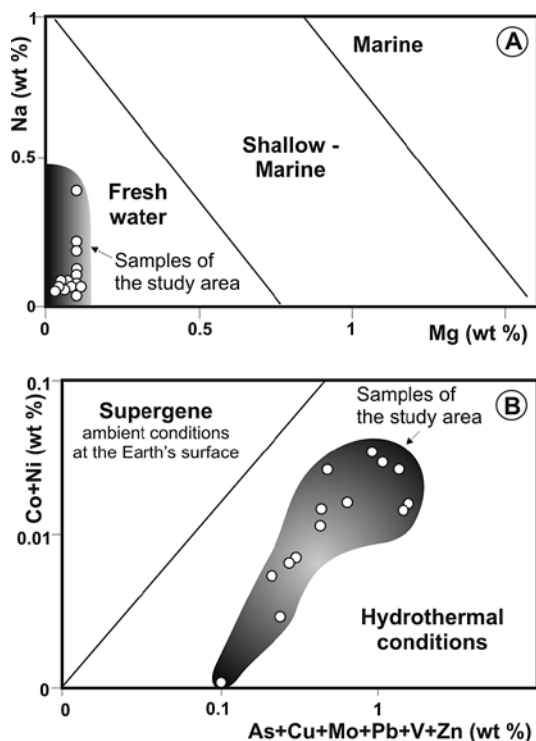 1
Marine
A
Na (wt %)
Shallow -
Marine
0.5
Fresh
water
Samples of
the study area
0
0
0.5
1
Mg (wt %)
0.1
Supergene
ambient conditions
at the Earth's surface
Samples of
the study area
B
Co+Ni (wt %)
0.01
Hydrothermal
conditions
0
0
0.1
1
As+Cu+Mo+Pb+V+Zn (wt %)